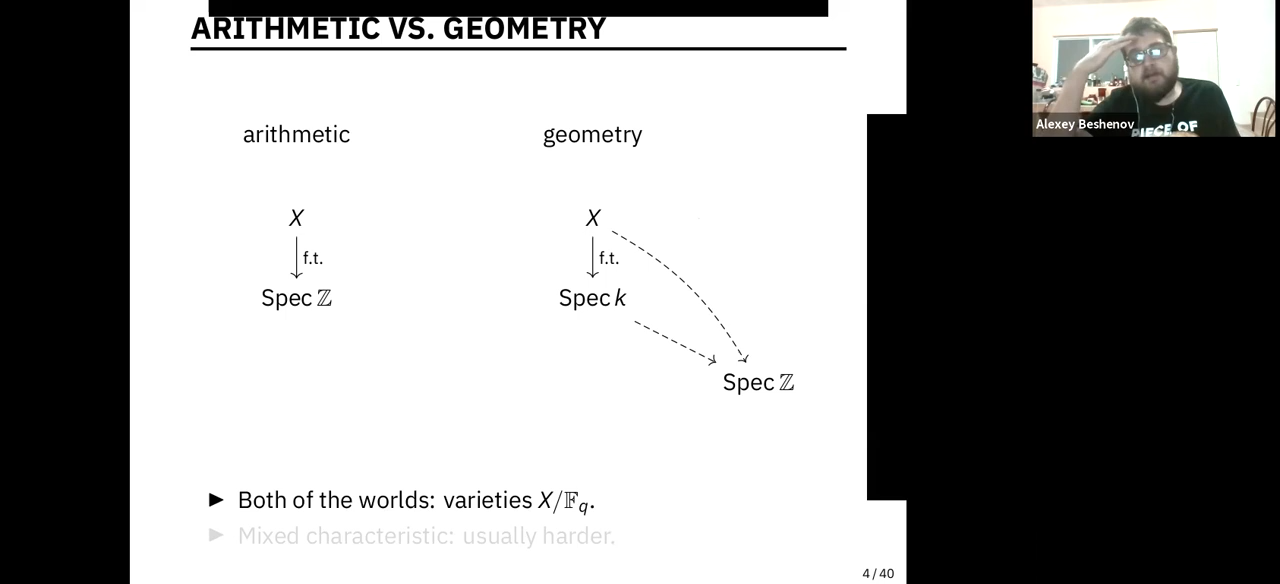 ARITHMETIC VS. GEOMETRY
arithmetic
geometry
X
X
f.t.
f.t.
Spec ℤ
Spec k
Spec ℤ
► Both of the worlds: varieties X/𝔽_q.
► Mixed characteristic: usually harder.
4 / 40
Alexey Beshenov
PIECE OF